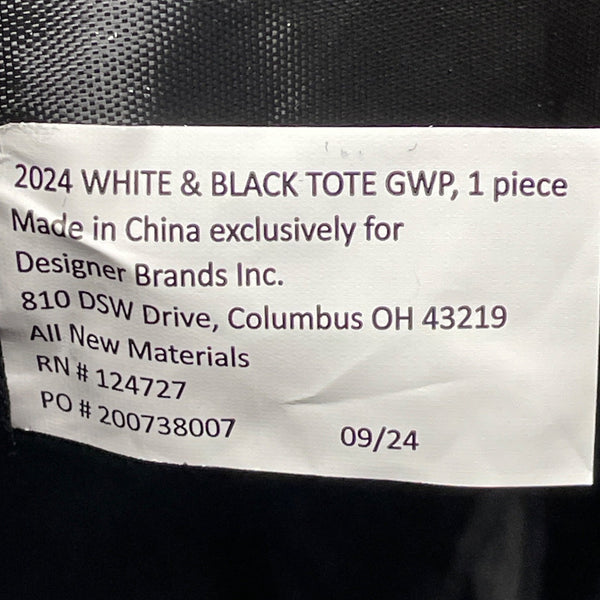 2024 WHITE & BLACK TOTE GWP, 1 piece
Made in China exclusively for
Designer Brands Inc.
810 DSW Drive, Columbus OH 43219
All New Materials
RN # 124727
PO # 200738007 09/24